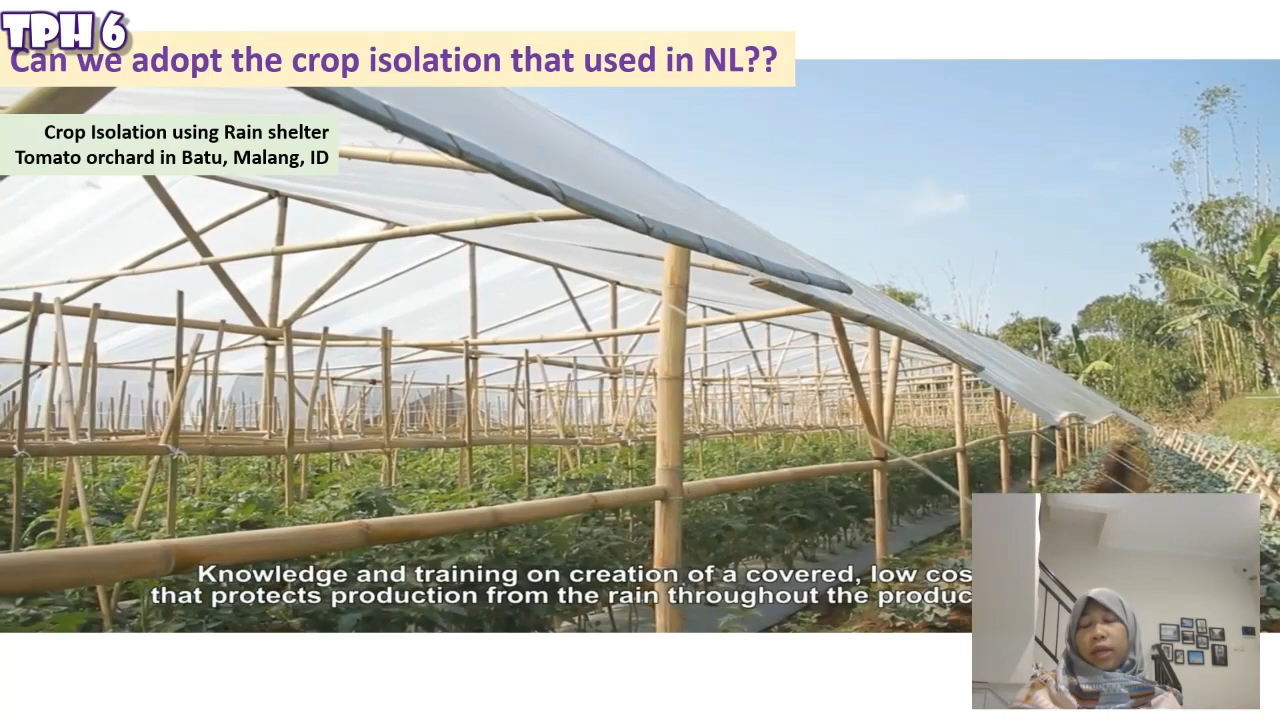 TPH 6
Can we adopt the crop isolation that used in NL??
Crop Isolation using Rain shelter
Tomato orchard in Batu, Malang, ID
Knowledge and training on creation of a covered, low
that protects production from the rain throughout the